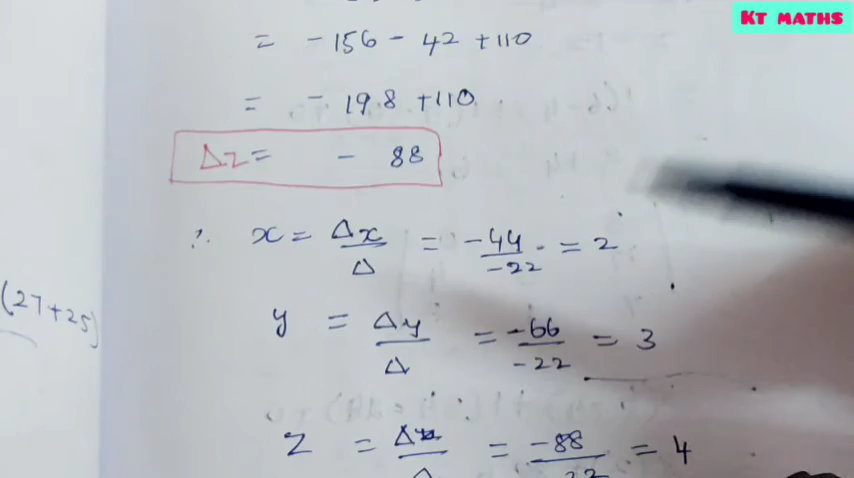 KT MATHS
= -156 - 42 + 110
= - 198 + 110
Δz = - 88
∴ x = Δx/Δ = -44/-22 = 2
(27+25)
y = Δy/Δ = -66/-22 = 3
z = Δz/Δ = -88/-22 = 4